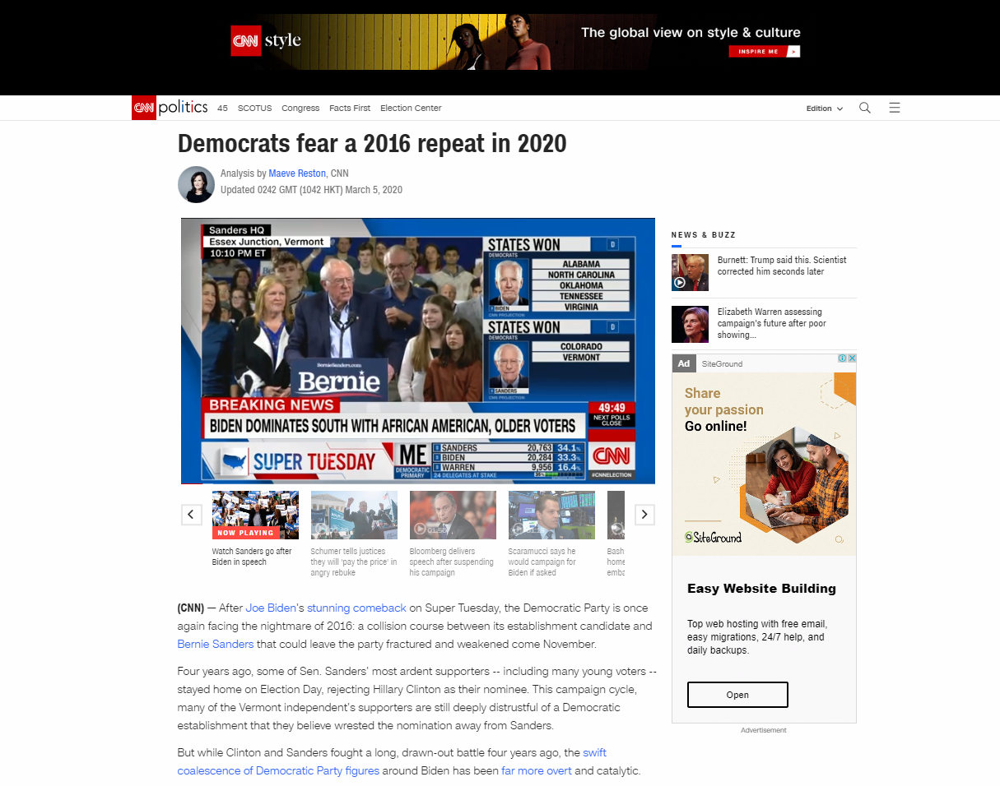 CNN style
The global view on style & culture
INSPIRE ME >
CNN politics 45 SCOTUS Congress Facts First Election Center Edition
Democrats fear a 2016 repeat in 2020
Analysis by Maeve Reston, CNN
Updated 0242 GMT (1042 HKT) March 5, 2020
Sanders HQ
Essex Junction, Vermont
10:10 PM ET
BernieSanders.com
Bernie
STATES WON D
DEMOCRATS
ALABAMA
NORTH CAROLINA
OKLAHOMA
TENNESSEE
VIRGINIA
BIDEN
CNN PROJECTION
STATES WON D
DEMOCRATS
COLORADO
VERMONT
SANDERS
CNN PROJECTION
BREAKING NEWS
BIDEN DOMINATES SOUTH WITH AFRICAN AMERICAN, OLDER VOTERS
49:49
NEXT POLLS
CLOSE
SUPER TUESDAY
ME
DEMOCRATIC
PRIMARY
SANDERS 20,763 34.1%
BIDEN 20,284 33.3%
WARREN 9,956 16.4%
24 DELEGATES AT STAKE
CNN
#CNNELECTION
NOW PLAYING
Watch Sanders go after
Biden in speech
Schumer tells justices
they will 'pay the price' in
angry rebuke
Bloomberg delivers
speech after suspending
his campaign
Scaramucci says he
would campaign for
Biden if asked
Bash
home
emba
(CNN) — After Joe Biden's stunning comeback on Super Tuesday, the Democratic Party is once
again facing the nightmare of 2016: a collision course between its establishment candidate and
Bernie Sanders that could leave the party fractured and weakened come November.
Four years ago, some of Sen. Sanders' most ardent supporters -- including many young voters --
stayed home on Election Day, rejecting Hillary Clinton as their nominee. This campaign cycle,
many of the Vermont independent's supporters are still deeply distrustful of a Democratic
establishment that they believe wrested the nomination away from Sanders.
But while Clinton and Sanders fought a long, drawn-out battle four years ago, the swift
coalescence of Democratic Party figures around Biden has been far more overt and catalytic.
NEWS & BUZZ
Burnett: Trump said this. Scientist
corrected him seconds later
Elizabeth Warren assessing
campaign's future after poor
showing...
Ad SiteGround
Share
your passion
Go online!
SiteGround
Easy Website Building
Top web hosting with free email,
easy migrations, 24/7 help, and
daily backups.
Open
Advertisement